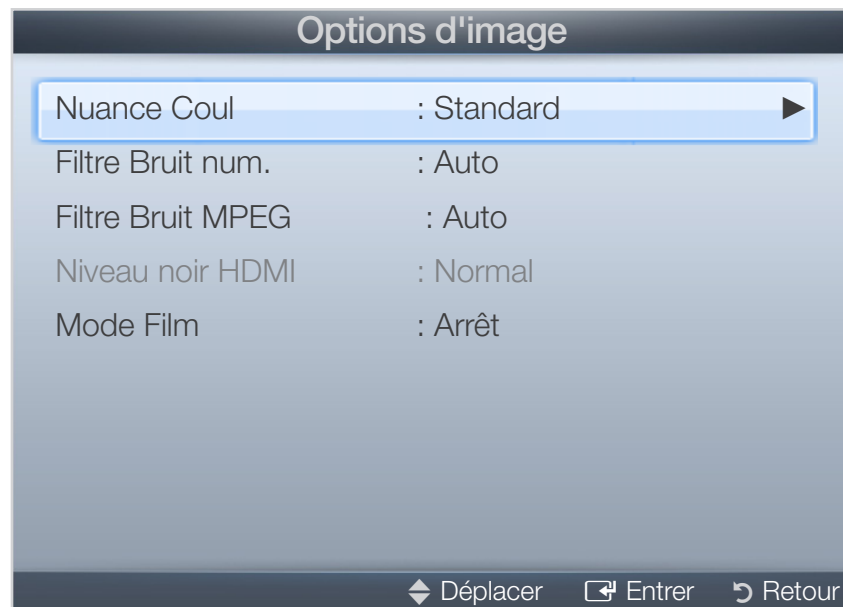 Options d'image
Nuance Coul : Standard ►
Filtre Bruit num. : Auto
Filtre Bruit MPEG : Auto
Niveau noir HDMI : Normal
Mode Film : Arrêt
Déplacer Entrer Retour